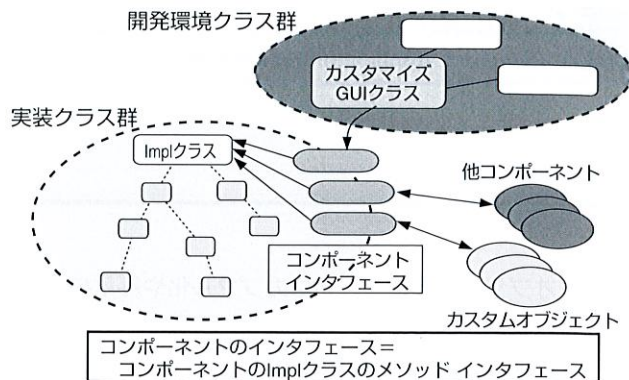 開発環境クラス群
カスタマイズ
GUIクラス
実装クラス群
Implクラス
他コンポーネント
コンポーネント
インタフェース
カスタムオブジェクト
コンポーネントのインタフェース＝
コンポーネントのImplクラスのメソッド インタフェース